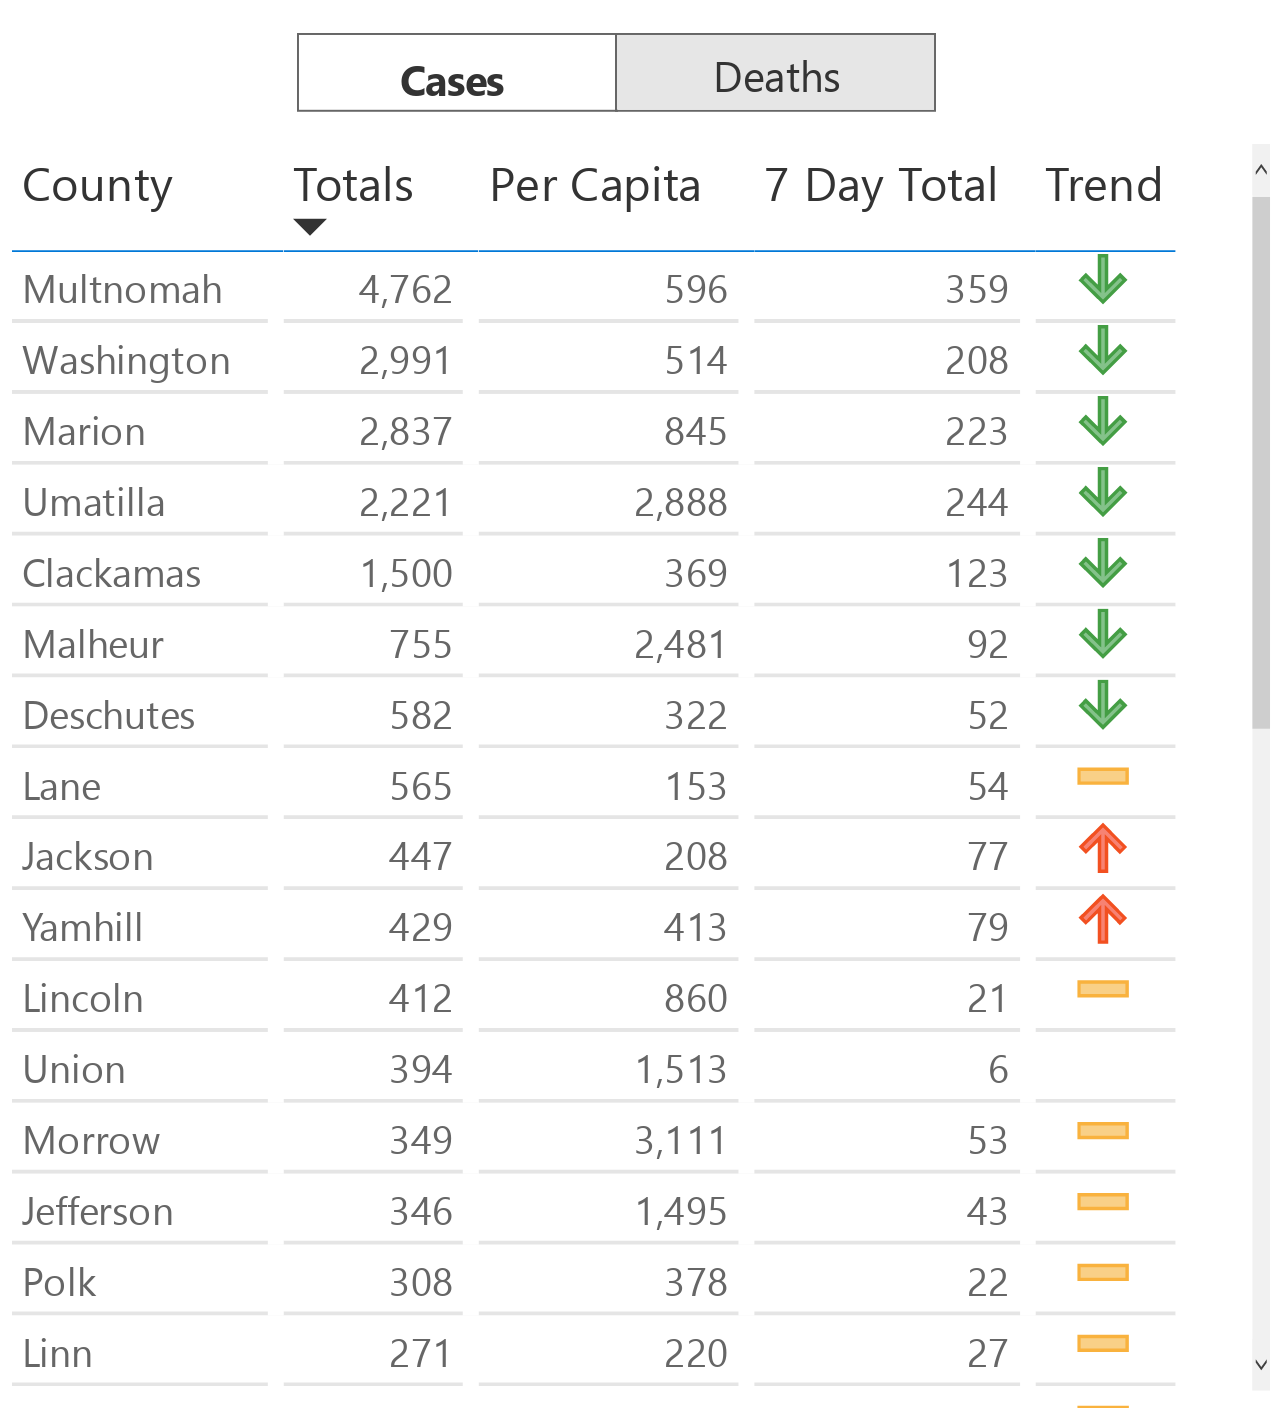 Cases Deaths
County Totals Per Capita 7 Day Total Trend
Multnomah 4,762 596 359
Washington 2,991 514 208
Marion 2,837 845 223
Umatilla 2,221 2,888 244
Clackamas 1,500 369 123
Malheur 755 2,481 92
Deschutes 582 322 52
Lane 565 153 54
Jackson 447 208 77
Yamhill 429 413 79
Lincoln 412 860 21
Union 394 1,513 6
Morrow 349 3,111 53
Jefferson 346 1,495 43
Polk 308 378 22
Linn 271 220 27